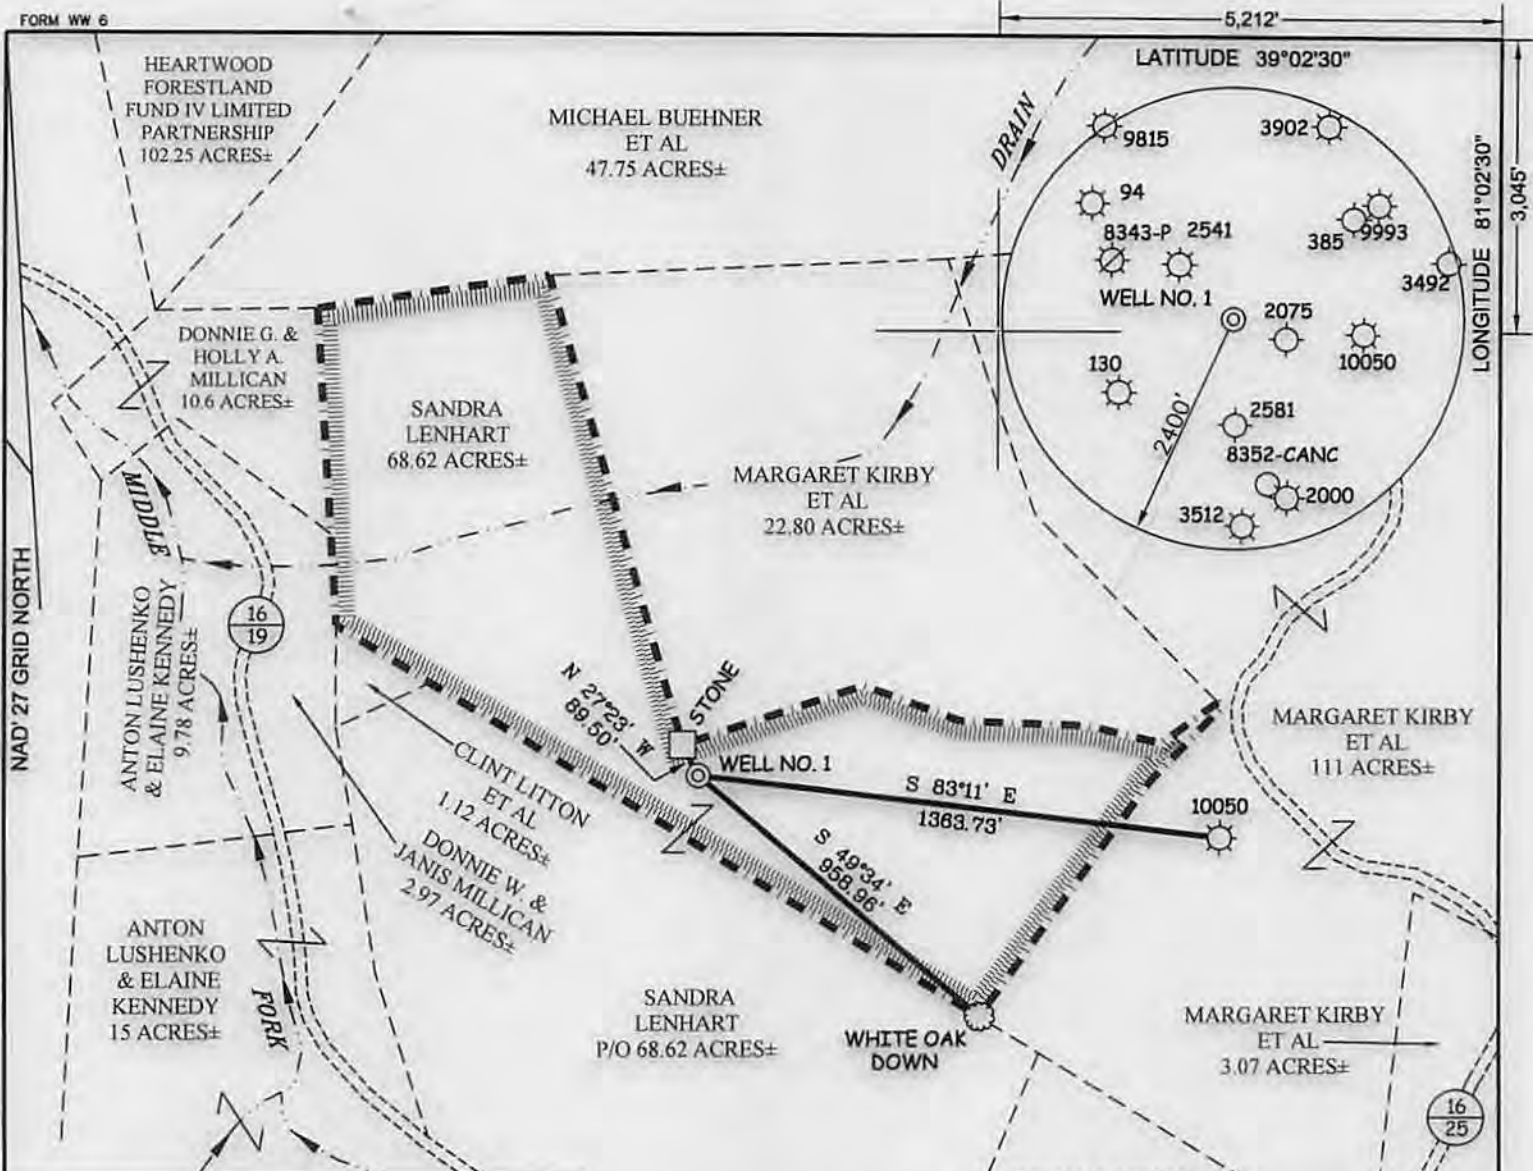 FORM WW 6
5,212'
LATITUDE 39°02'30"
3,045'
LONGITUDE 81°02'30"
HEARTWOOD
FORESTLAND
FUND IV LIMITED
PARTNERSHIP
102.25 ACRES±
MICHAEL BUEHNER
ET AL
47.75 ACRES±
DRAIN
9815
3902
94
8343-P
2541
385
9993
3492
WELL NO. 1
2075
10050
130
2400'
2581
8352-CANC
2000
3512
DONNIE G. &
HOLLY A.
MILLICAN
10.6 ACRES±
SANDRA
LENHART
68.62 ACRES±
MARGARET KIRBY
ET AL
22.80 ACRES±
MIDDLE
NAD' 27 GRID NORTH
ANTON LUSHENKO
& ELAINE KENNEDY
9.78 ACRES±
16
19
N 27°23' W
89.50'
STONE
WELL NO. 1
CLINT LITTON
ET AL
1.12 ACRES±
DONNIE W. &
JANIS MILLICAN
2.97 ACRES±
S 83°11' E
1363.73'
10050
S 49°34' E
958.96'
MARGARET KIRBY
ET AL
111 ACRES±
ANTON
LUSHENKO
& ELAINE
KENNEDY
15 ACRES±
FORK
SANDRA
LENHART
P/O 68.62 ACRES±
WHITE OAK
DOWN
MARGARET KIRBY
ET AL
3.07 ACRES±
16
25